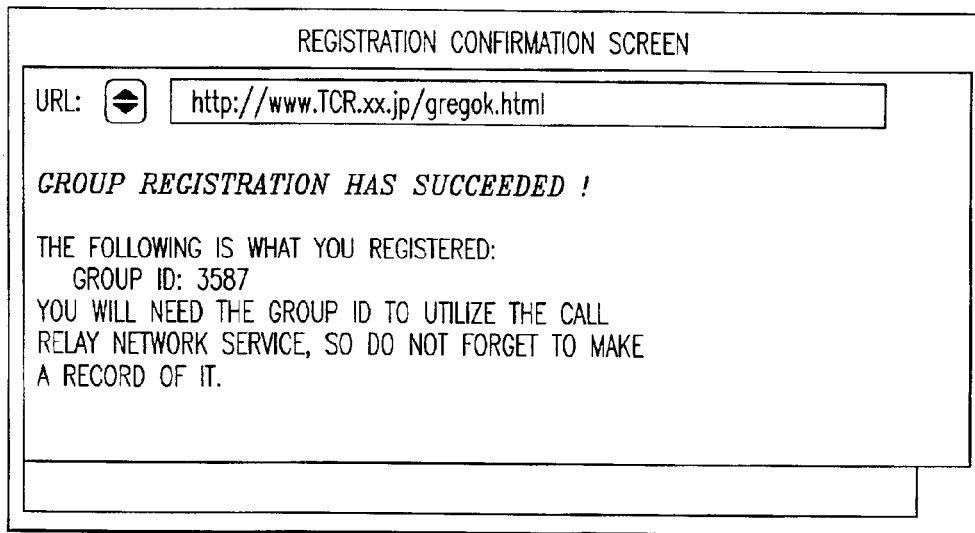 REGISTRATION CONFIRMATION SCREEN
URL: http://www.TCR.xx.jp/gregok.html
GROUP REGISTRATION HAS SUCCEEDED !
THE FOLLOWING IS WHAT YOU REGISTERED:
GROUP ID: 3587
YOU WILL NEED THE GROUP ID TO UTILIZE THE CALL
RELAY NETWORK SERVICE, SO DO NOT FORGET TO MAKE
A RECORD OF IT.